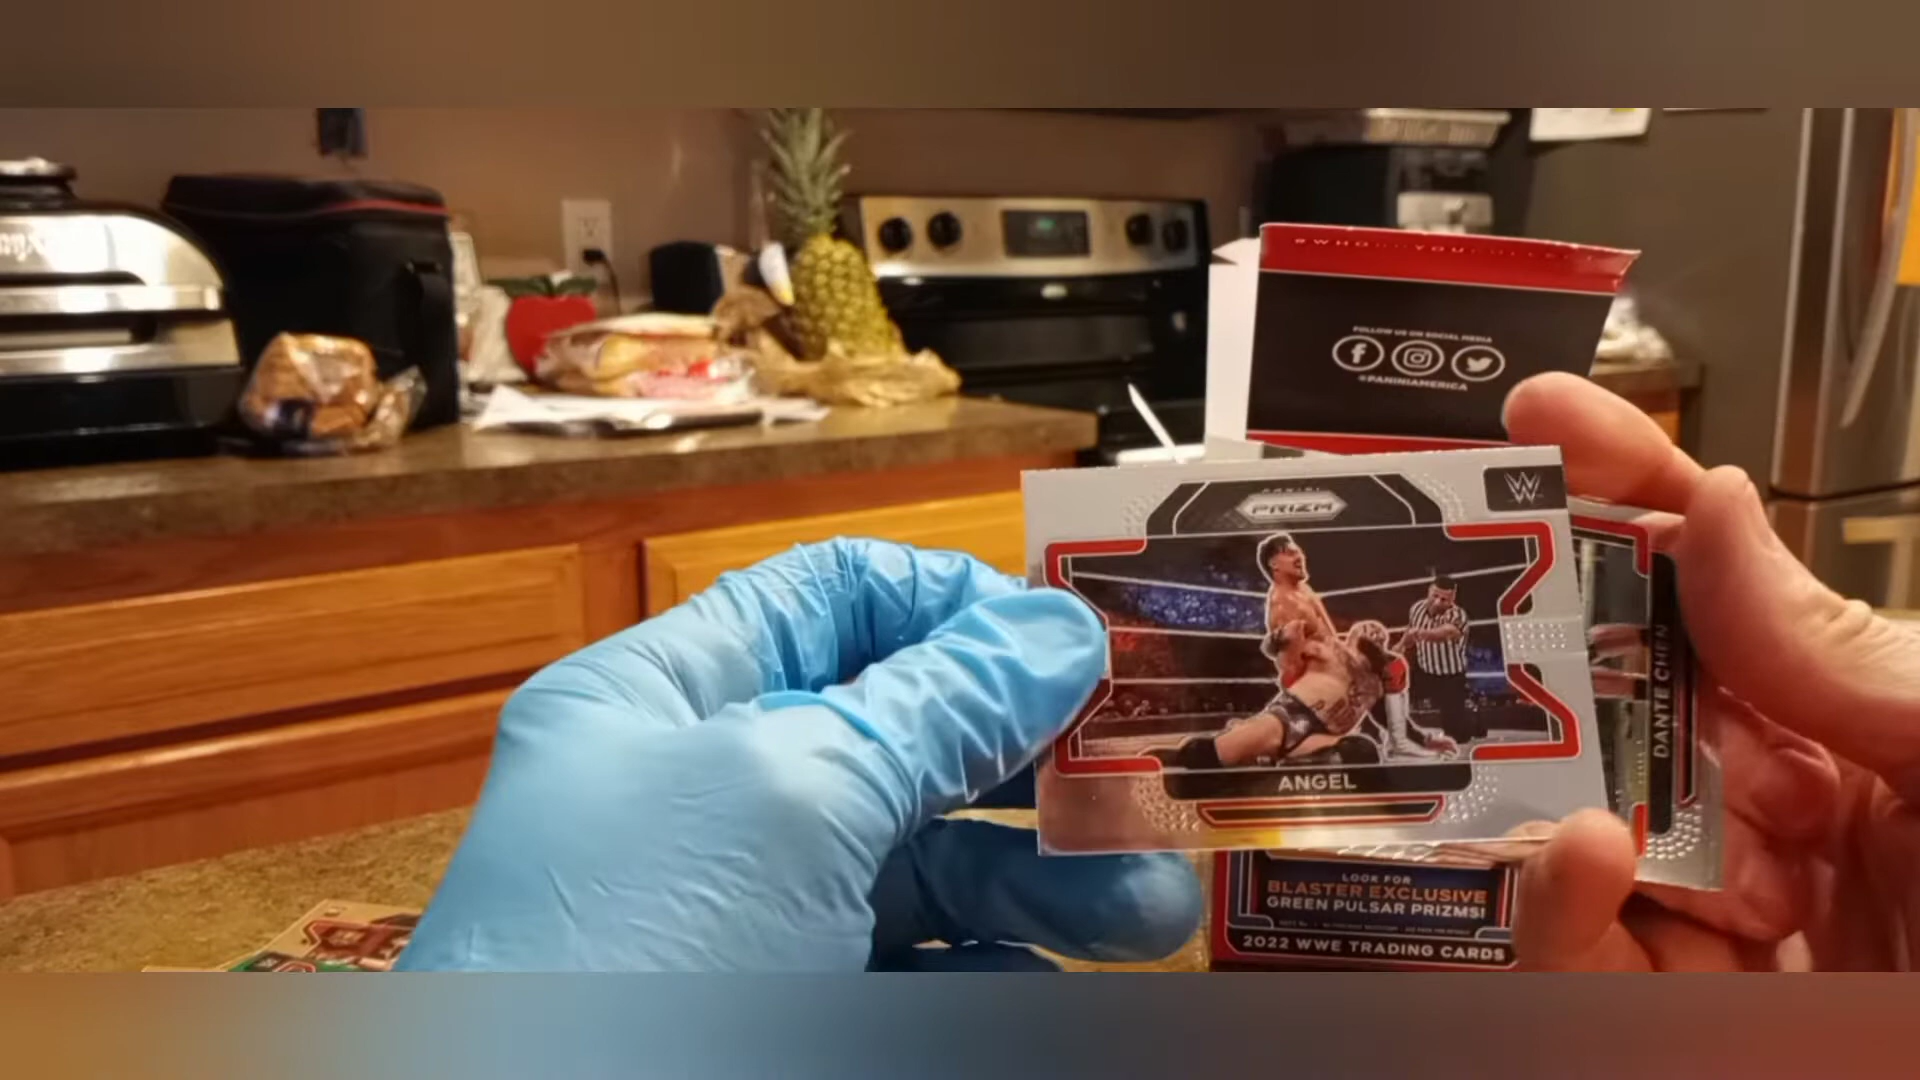 FOLLOW US ON SOCIAL MEDIA
@PANINIAMERICA
PANINI
PRIZM
W
ANGEL
DANTE CHEN
LOOK FOR
BLASTER EXCLUSIVE
GREEN PULSAR PRIZMS!
2022 WWE TRADING CARDS